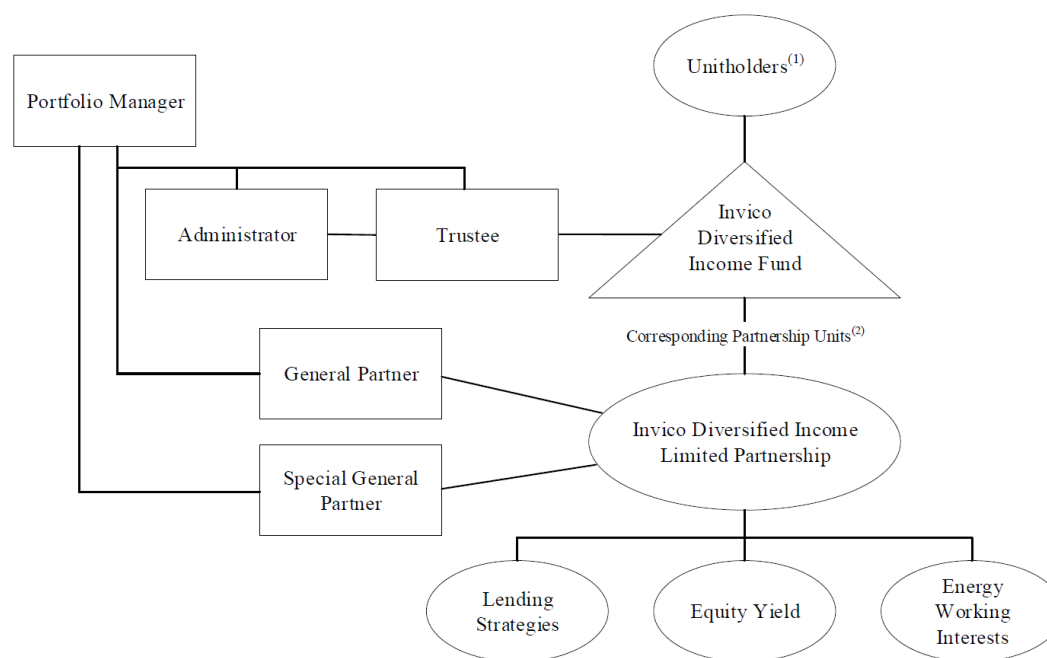 Unitholders(1)
Portfolio Manager
Administrator
Trustee
Invico
Diversified
Income Fund
Corresponding Partnership Units(2)
General Partner
Invico Diversified Income
Limited Partnership
Special General
Partner
Lending
Strategies
Equity Yield
Energy
Working
Interests